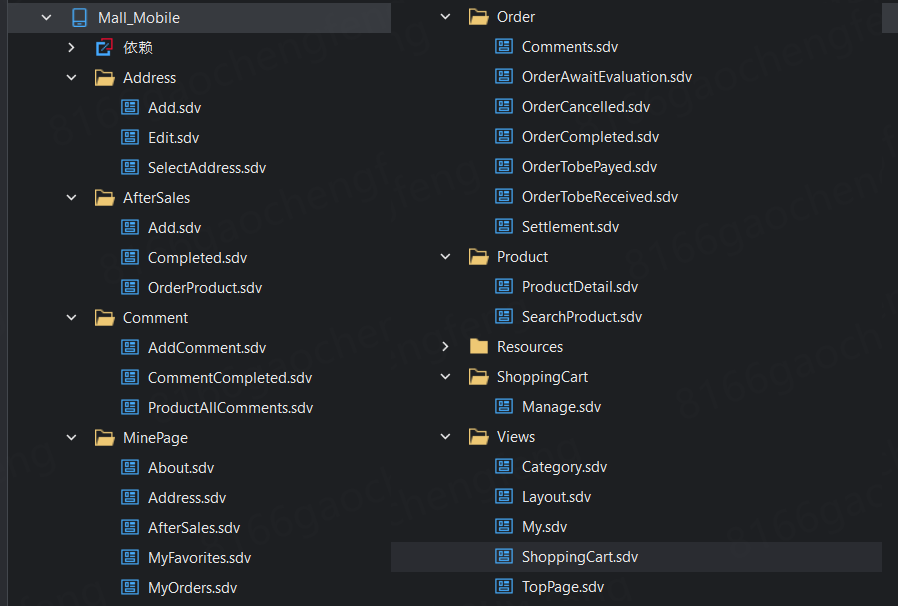 Mall_Mobile
依赖
Address
Add.sdv
Edit.sdv
SelectAddress.sdv
AfterSales
Add.sdv
Completed.sdv
OrderProduct.sdv
Comment
AddComment.sdv
CommentCompleted.sdv
ProductAllComments.sdv
MinePage
About.sdv
Address.sdv
AfterSales.sdv
MyFavorites.sdv
MyOrders.sdv
Order
Comments.sdv
OrderAwaitEvaluation.sdv
OrderCancelled.sdv
OrderCompleted.sdv
OrderTobePayed.sdv
OrderTobeReceived.sdv
Settlement.sdv
Product
ProductDetail.sdv
SearchProduct.sdv
Resources
ShoppingCart
Manage.sdv
Views
Category.sdv
Layout.sdv
My.sdv
ShoppingCart.sdv
TopPage.sdv